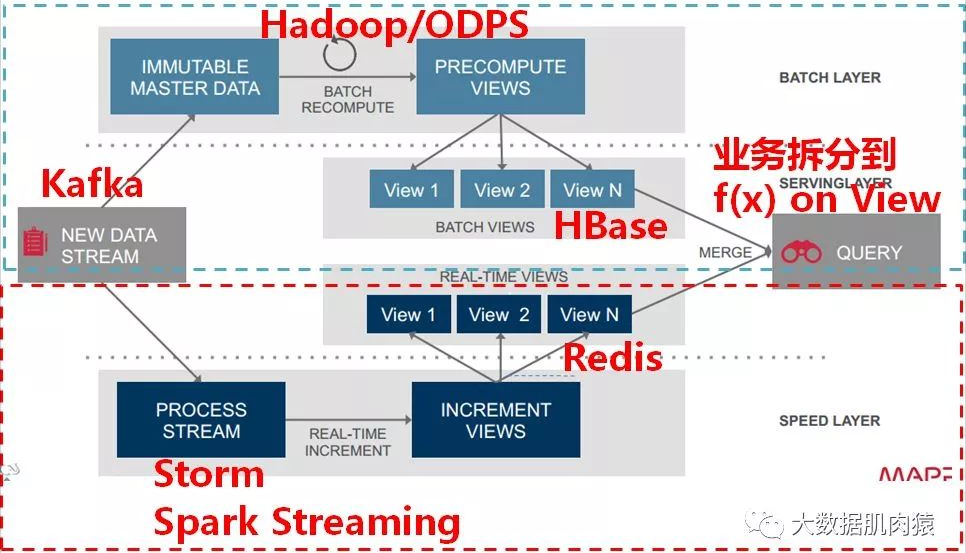 Hadoop/ODPS
IMMUTABLE
MASTER DATA
BATCH
RECOMPUTE
PRECOMPUTE
VIEWS
BATCH LAYER
Kafka
NEW DATA
STREAM
View 1
View 2
View N
BATCH VIEWS
HBase
业务拆分到
SERVINGLAYER
f(x) on View
MERGE
QUERY
REAL-TIME VIEWS
View 1
View 2
View N
Redis
PROCESS
STREAM
REAL-TIME
INCREMENT
INCREMENT
VIEWS
SPEED LAYER
Storm
Spark Streaming
大数据肌肉猿